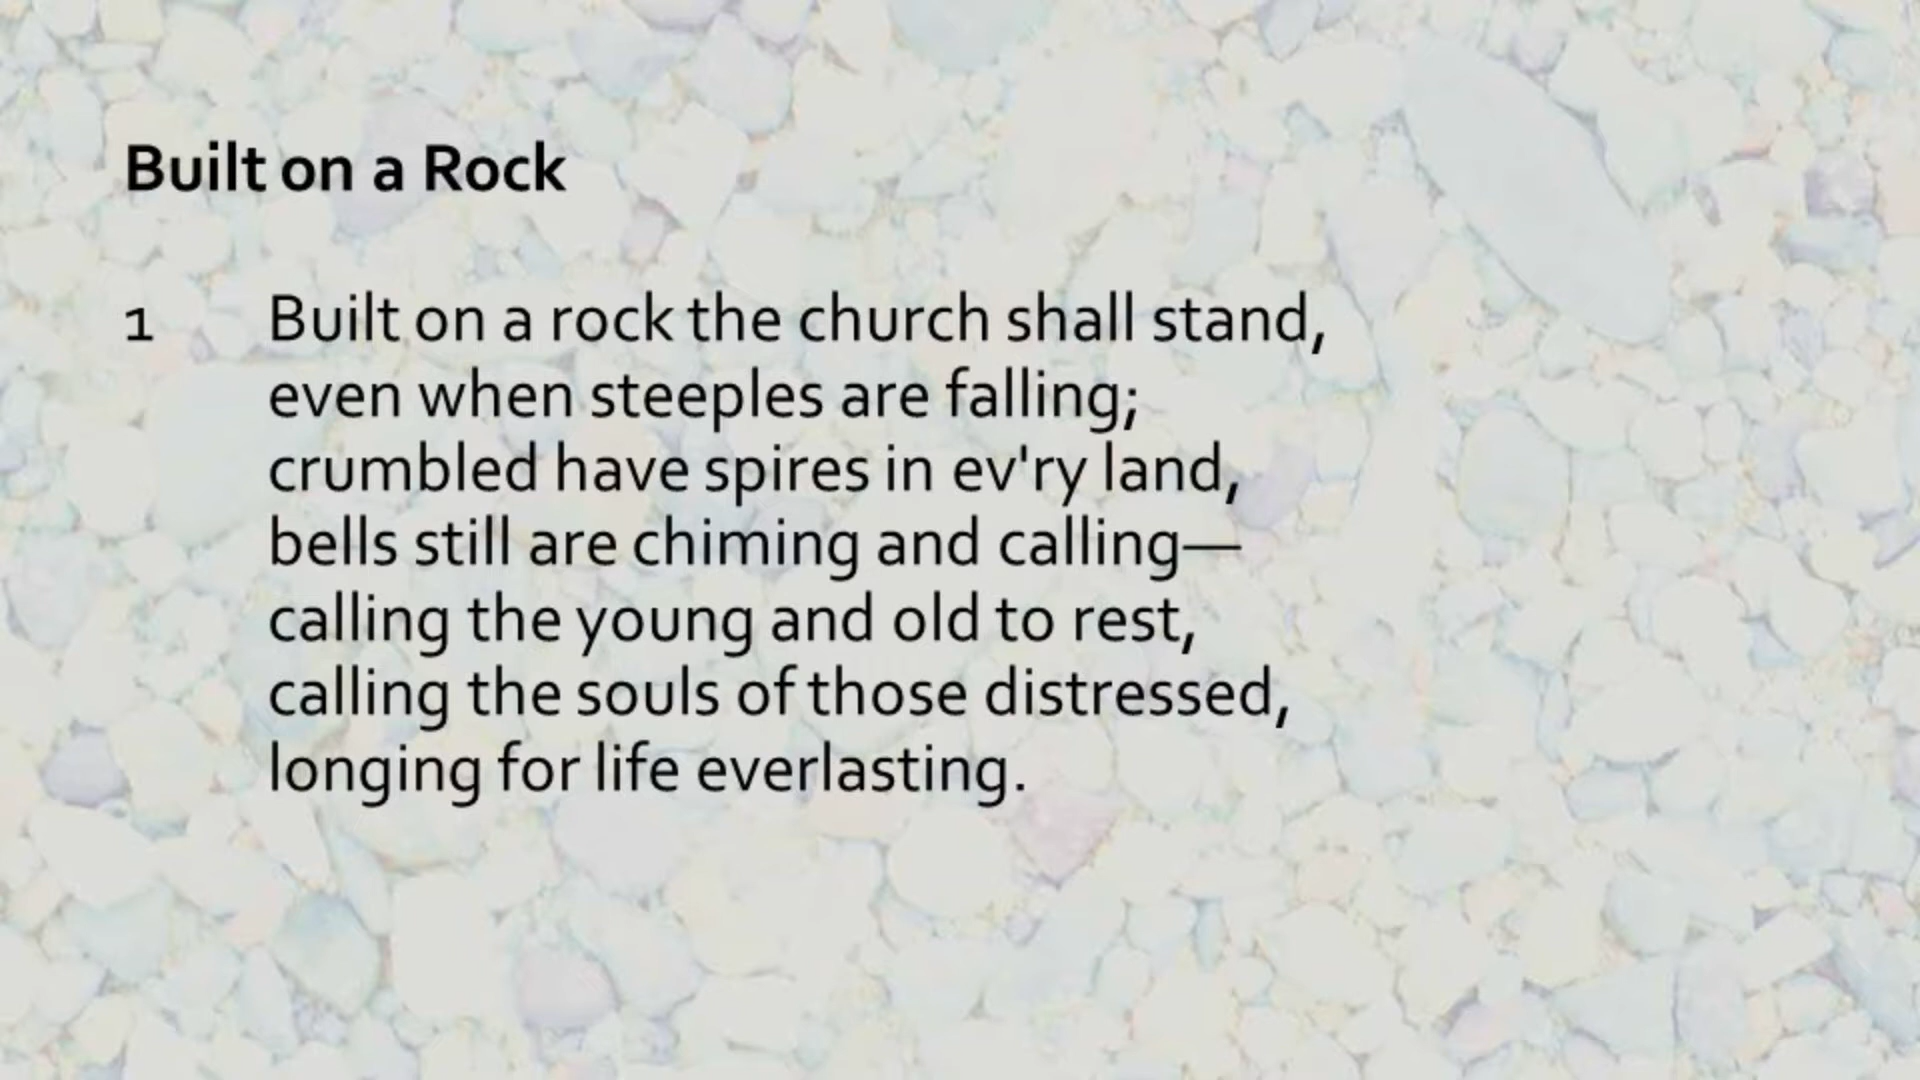 Built on a Rock
1 Built on a rock the church shall stand,
even when steeples are falling;
crumbled have spires in ev'ry land,
bells still are chiming and calling—
calling the young and old to rest,
calling the souls of those distressed,
longing for life everlasting.